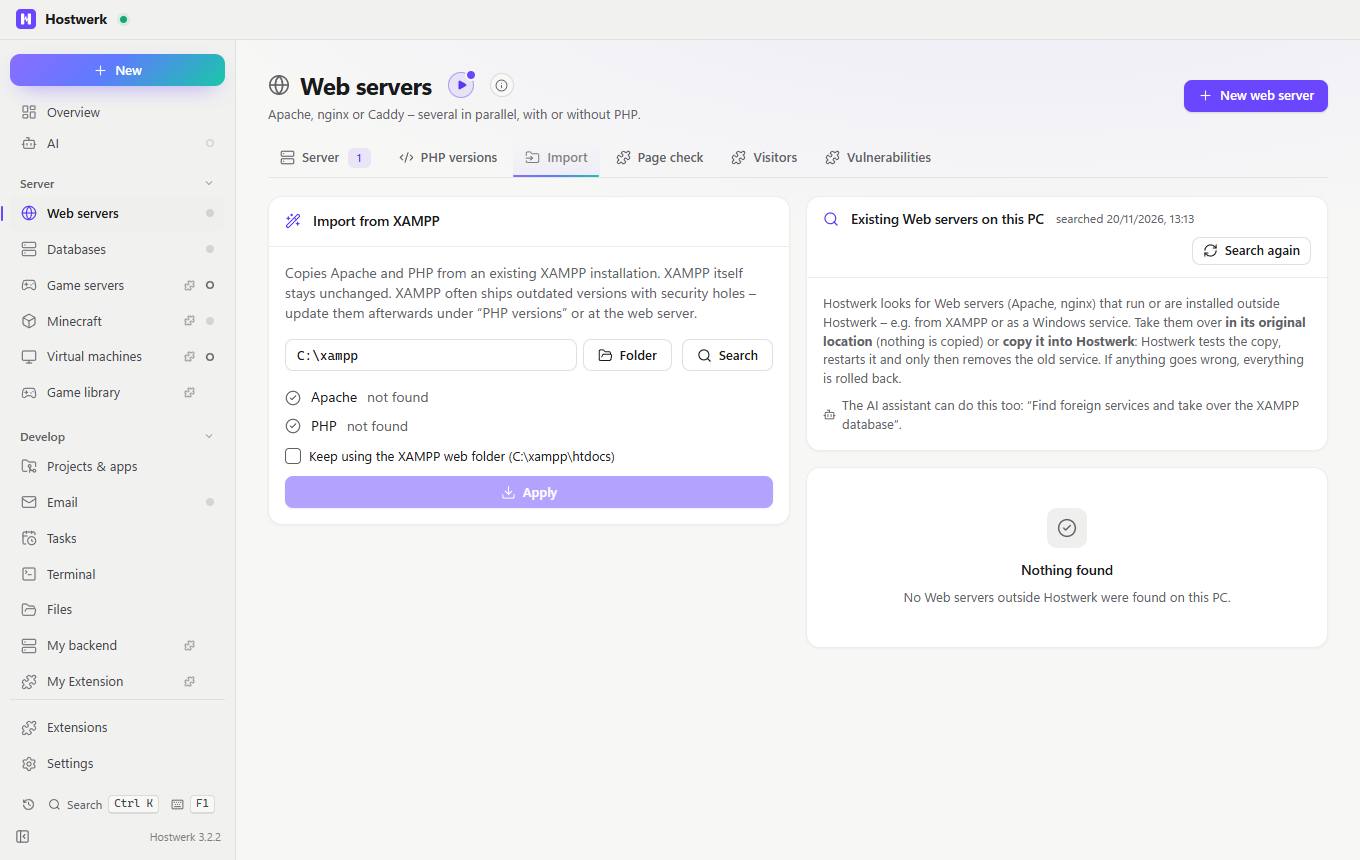 Hostwerk
New
Overview
AI
Server
Web servers
Databases
Game servers
Minecraft
Virtual machines
Game library
Develop
Projects & apps
Email
Tasks
Terminal
Files
My backend
My Extension
Extensions
Settings
Search Ctrl K F1
Hostwerk 3.2.2
Web servers
Apache, nginx or Caddy – several in parallel, with or without PHP.
New web server
Server 1 PHP versions Import Page check Visitors Vulnerabilities
Import from XAMPP
Copies Apache and PHP from an existing XAMPP installation. XAMPP itself
stays unchanged. XAMPP often ships outdated versions with security holes –
update them afterwards under “PHP versions” or at the web server.
C:\xampp Folder Search
Apache not found
PHP not found
Keep using the XAMPP web folder (C:\xampp\htdocs)
Apply
Existing Web servers on this PC searched 20/11/2026, 13:13
Search again
Hostwerk looks for Web servers (Apache, nginx) that run or are installed outside
Hostwerk – e.g. from XAMPP or as a Windows service. Take them over in its original
location (nothing is copied) or copy it into Hostwerk: Hostwerk tests the copy,
restarts it and only then removes the old service. If anything goes wrong, everything
is rolled back.
The AI assistant can do this too: “Find foreign services and take over the XAMPP
database”.
Nothing found
No Web servers outside Hostwerk were found on this PC.